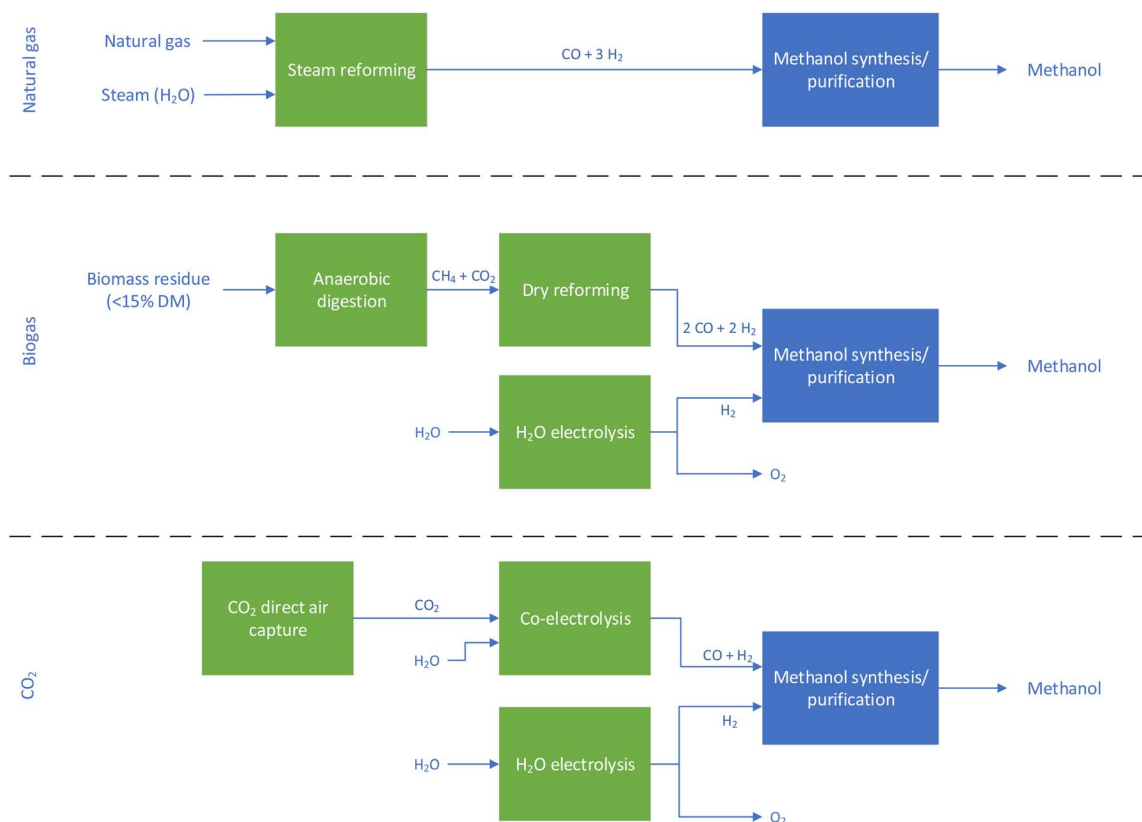 Natural gas
Natural gas
Steam (H₂O)
Steam reforming
CO + 3 H₂
Methanol synthesis/
purification
Methanol
Biogas
Biomass residue
(<15% DM)
Anaerobic
digestion
CH₄ + CO₂
Dry reforming
2 CO + 2 H₂
H₂O
H₂O electrolysis
H₂
O₂
Methanol synthesis/
purification
Methanol
CO₂
CO₂ direct air
capture
CO₂
H₂O
Co-electrolysis
CO + H₂
H₂O
H₂O electrolysis
H₂
O₂
Methanol synthesis/
purification
Methanol